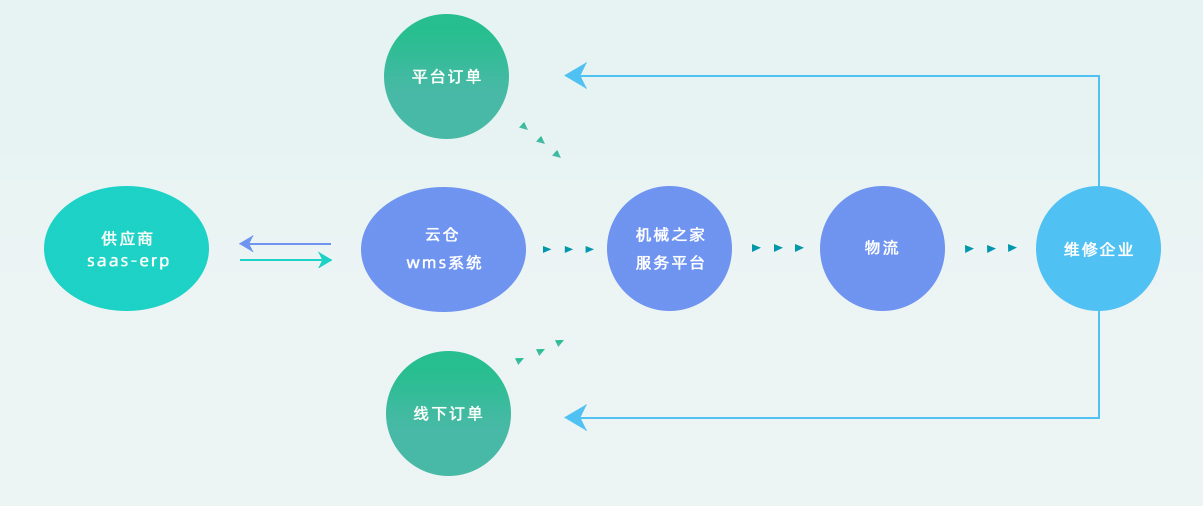 平台订单
供应商
saas-erp
云仓
wms系统
机械之家
服务平台
物流
维修企业
线下订单